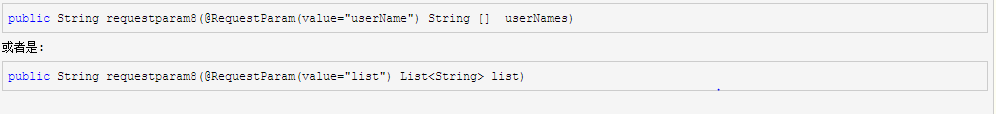 public String requestparam8(@RequestParam(value="userName") String []  userNames)
或者是:
public String requestparam8(@RequestParam(value="list") List<String> list)